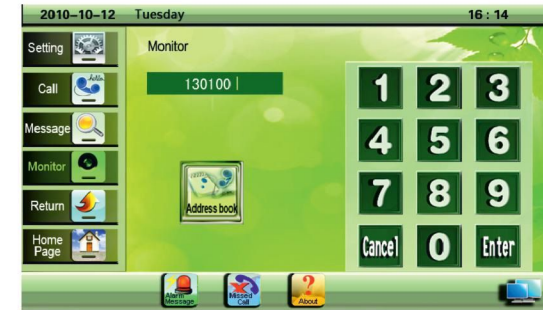 2010-10-12 Tuesday 16 : 14
Setting
Call
Message
Monitor
Return
Home
Page
Monitor
130100
Address book
1 2 3
4 5 6
7 8 9
Cancel 0 Enter
Alarm
Message
Missed
Call
?
About